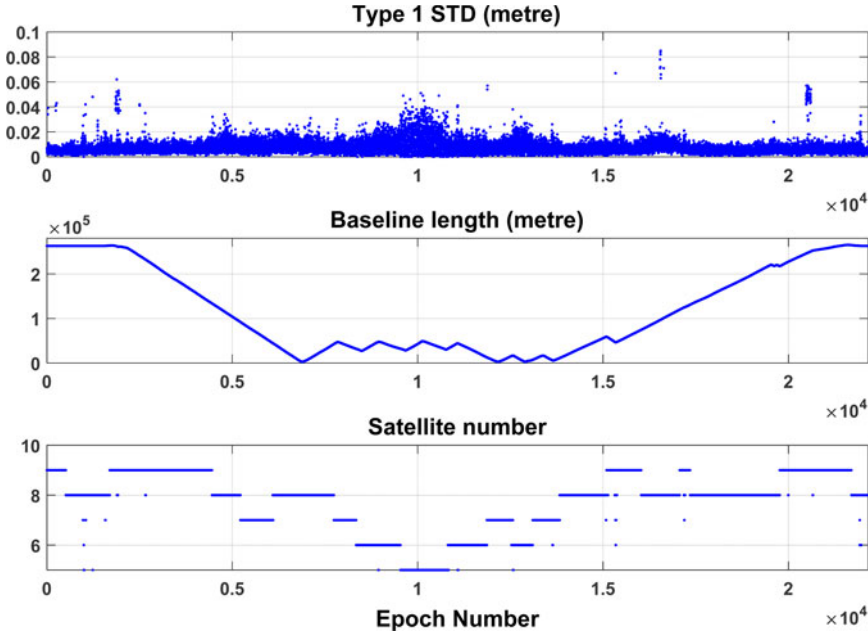 Type 1 STD (metre)
0.1
0.08
0.06
0.04
0.02
0
0 0.5 1 1.5 2
×10⁴
Baseline length (metre)
×10⁵
2
1
0
0 0.5 1 1.5 2
×10⁴
Satellite number
10
8
6
0 0.5 1 1.5 2
Epoch Number
×10⁴